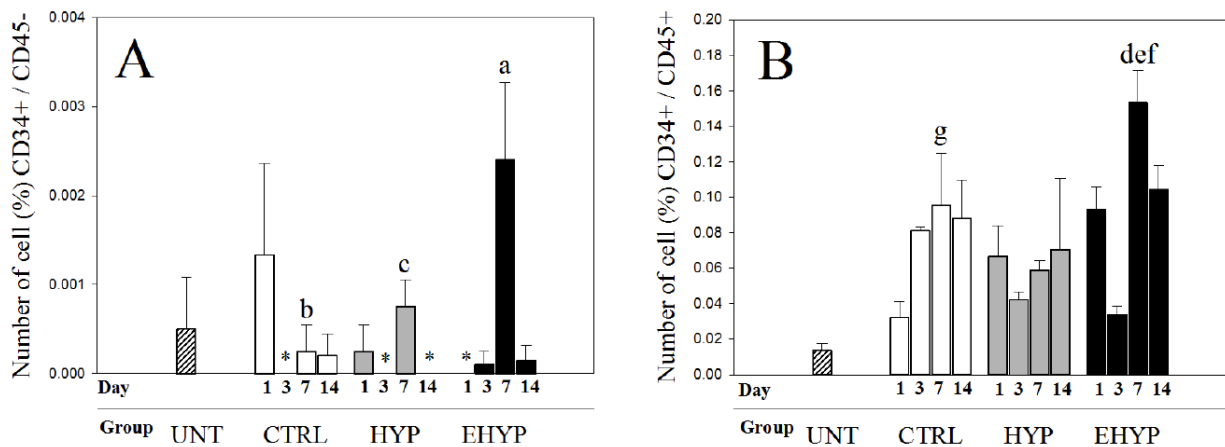 Number of cell (%) CD34+ / CD45-
0.004
0.003
0.002
0.001
0.000
A
a
b
c
* * * *
Day 1 3 7 14 1 3 7 14 1 3 7 14
Group UNT CTRL HYP EHYP
Number of cell (%) CD34+ / CD45+
0.20
0.18
0.16
0.14
0.12
0.10
0.08
0.06
0.04
0.02
0.00
B
def
g
Day 1 3 7 14 1 3 7 14 1 3 7 14
Group UNT CTRL HYP EHYP